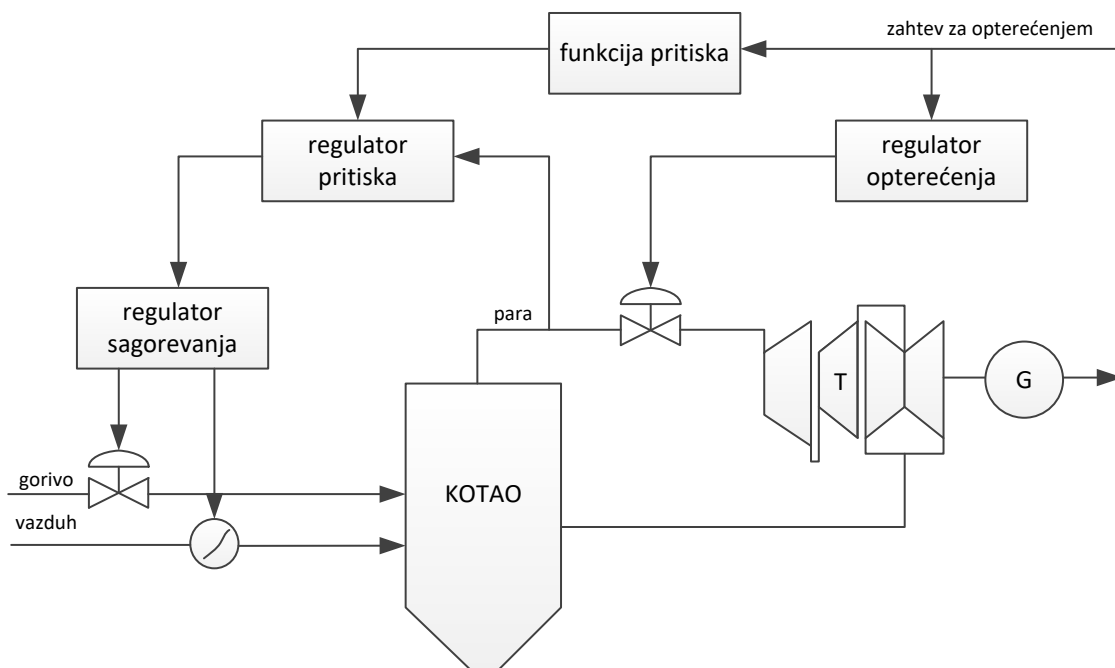 zahtev za opterećenjem
funkcija pritiska
regulator
pritiska
regulator
opterećenja
regulator
sagorevanja
para
T
G
gorivo
KOTAO
vazduh